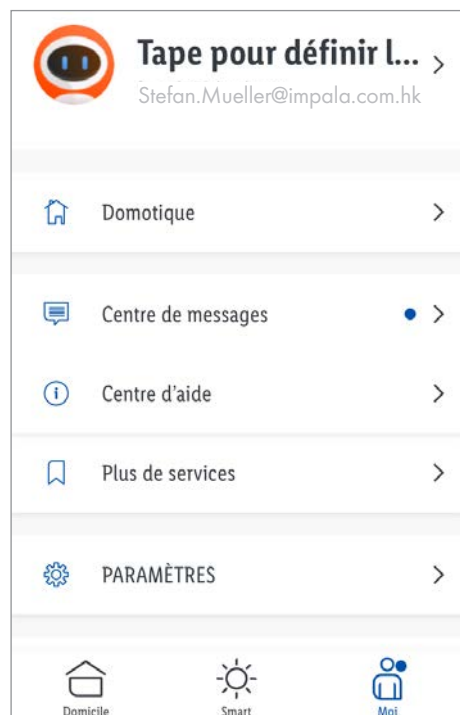 Tape pour définir l...
Stefan.Mueller@impala.com.hk
Domotique
Centre de messages
Centre d'aide
Plus de services
PARAMÈTRES
Domicile
Smart
Moi